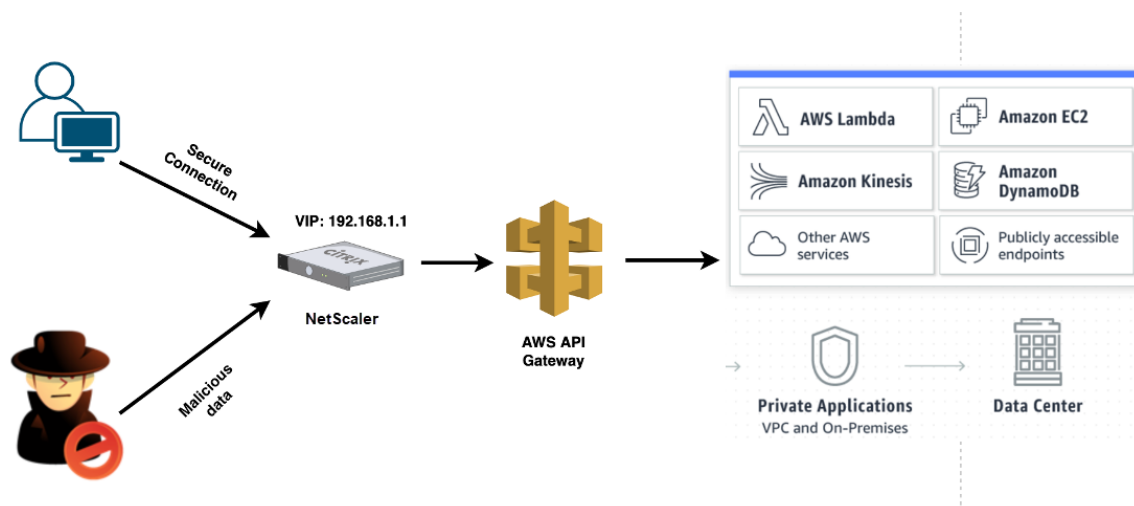 Secure
Connection
VIP: 192.168.1.1
CITRIX
NetScaler
Malicious
data
AWS API
Gateway
AWS Lambda
Amazon EC2
Amazon Kinesis
Amazon
DynamoDB
Other AWS
services
Publicly accessible
endpoints
Private Applications
VPC and On-Premises
Data Center